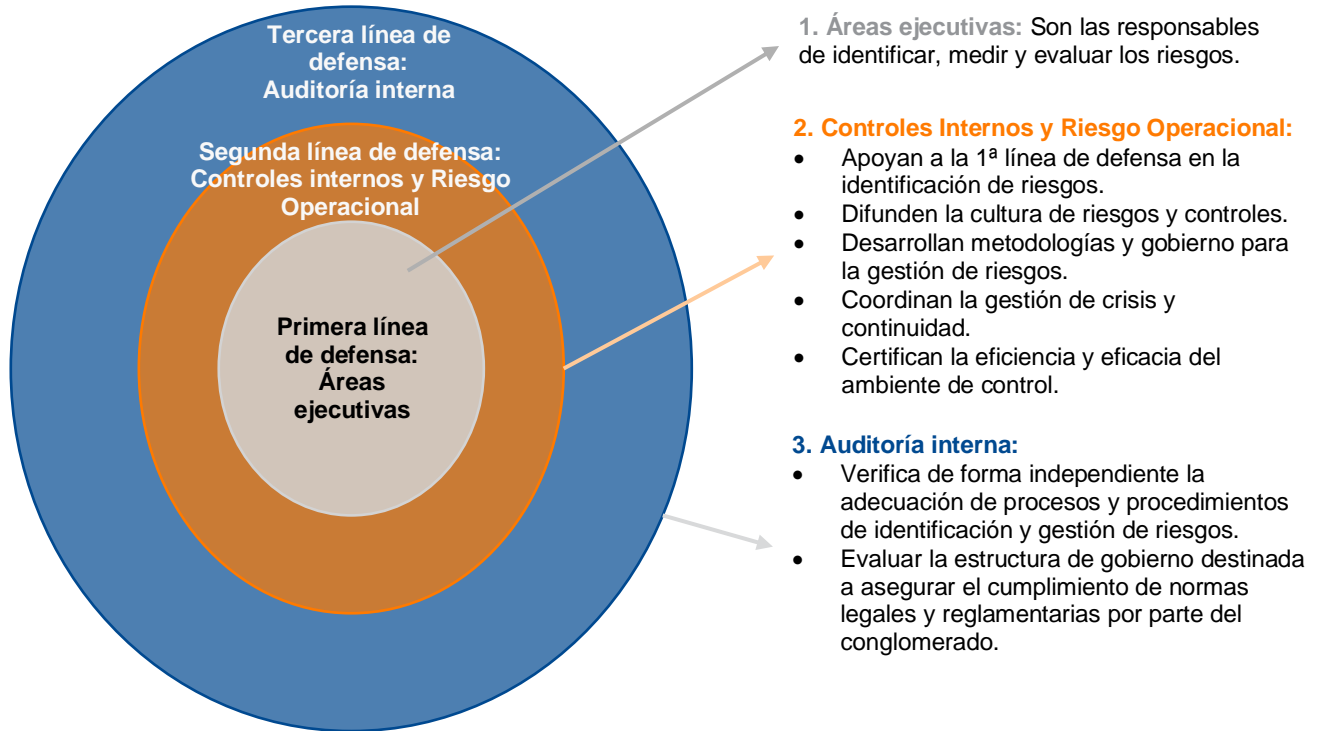 Tercera línea de
defensa:
Auditoría interna
Segunda línea de defensa:
Controles internos y Riesgo
Operacional
Primera línea
de defensa:
Áreas
ejecutivas
1. Áreas ejecutivas: Son las responsables
de identificar, medir y evaluar los riesgos.
2. Controles Internos y Riesgo Operacional:
• Apoyan a la 1ª línea de defensa en la
identificación de riesgos.
• Difunden la cultura de riesgos y controles.
• Desarrollan metodologías y gobierno para
la gestión de riesgos.
• Coordinan la gestión de crisis y
continuidad.
• Certifican la eficiencia y eficacia del
ambiente de control.
3. Auditoría interna:
• Verifica de forma independiente la
adecuación de procesos y procedimientos
de identificación y gestión de riesgos.
• Evaluar la estructura de gobierno destinada
a asegurar el cumplimiento de normas
legales y reglamentarias por parte del
conglomerado.